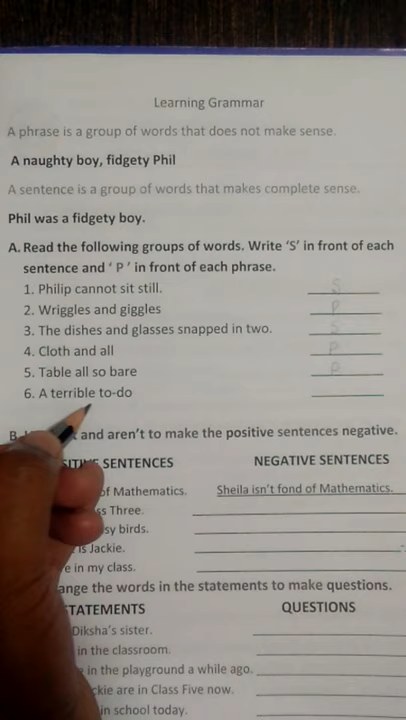 Learning Grammar
A phrase is a group of words that does not make sense.
A naughty boy, fidgety Phil
A sentence is a group of words that makes complete sense.
Phil was a fidgety boy.
A. Read the following groups of words. Write 'S' in front of each
sentence and ' P ' in front of each phrase.
1. Philip cannot sit still. S
2. Wriggles and giggles P
3. The dishes and glasses snapped in two. S
4. Cloth and all P
5. Table all so bare P
6. A terrible to-do
B. and aren't to make the positive sentences negative.
SENTENCES NEGATIVE SENTENCES
of Mathematics. Sheila isn't fond of Mathematics.
Three.
birds.
is Jackie.
in my class.
the words in the statements to make questions.
STATEMENTS QUESTIONS
Diksha's sister.
in the classroom.
in the playground a while ago.
are in Class Five now.
in school today.